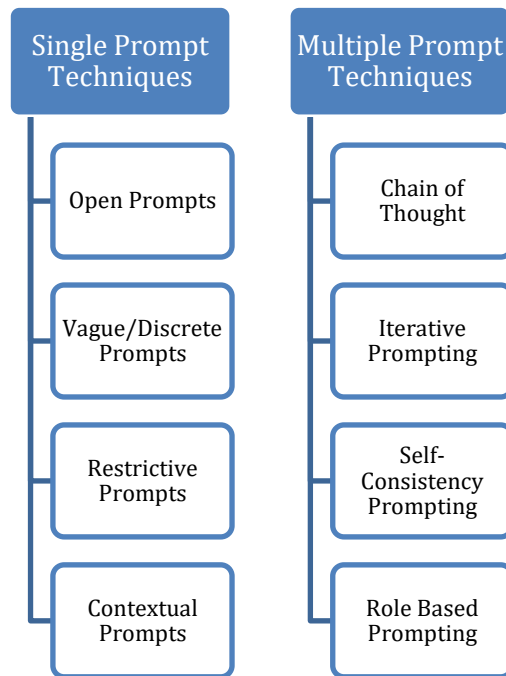 Single Prompt
Techniques
Open Prompts
Vague/Discrete
Prompts
Restrictive
Prompts
Contextual
Prompts
Multiple Prompt
Techniques
Chain of
Thought
Iterative
Prompting
Self-
Consistency
Prompting
Role Based
Prompting